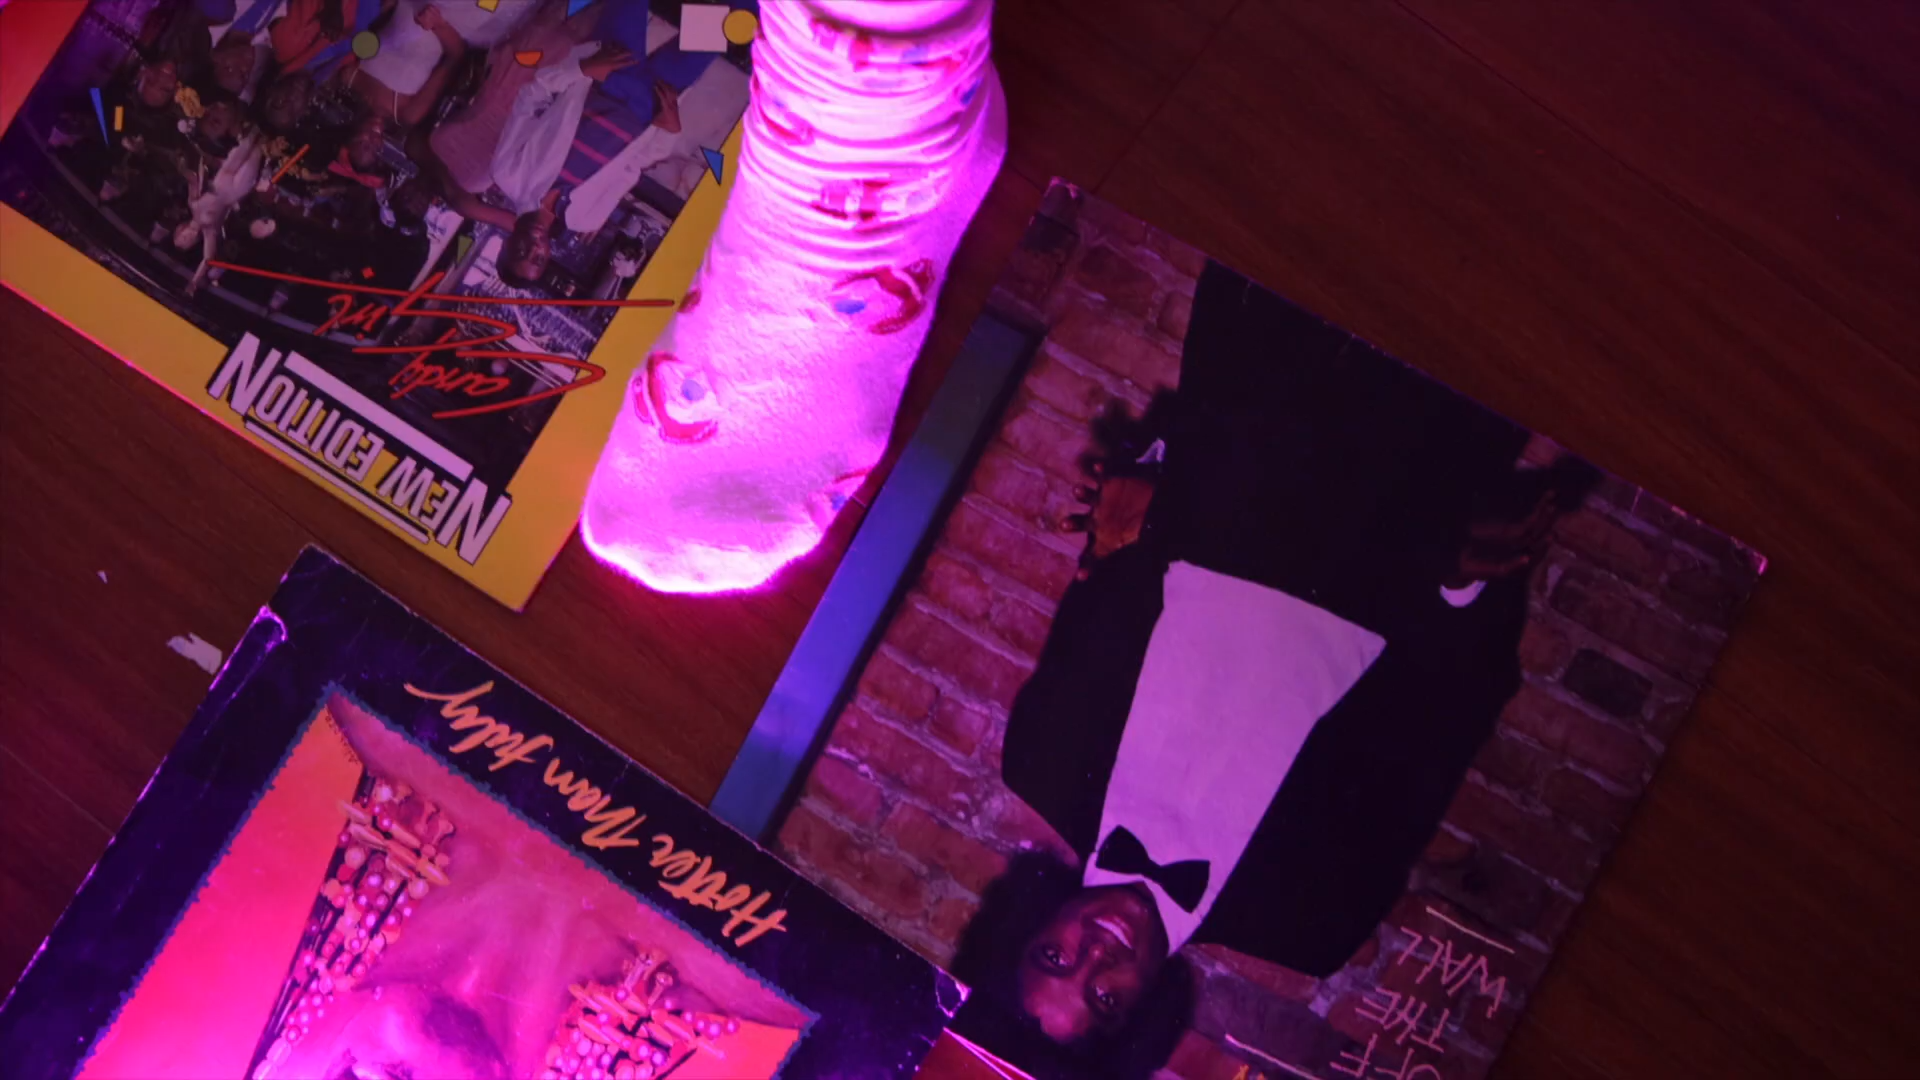 Candy
Girl
NEW EDITION
Hotter Than July
OFF
THE
WALL